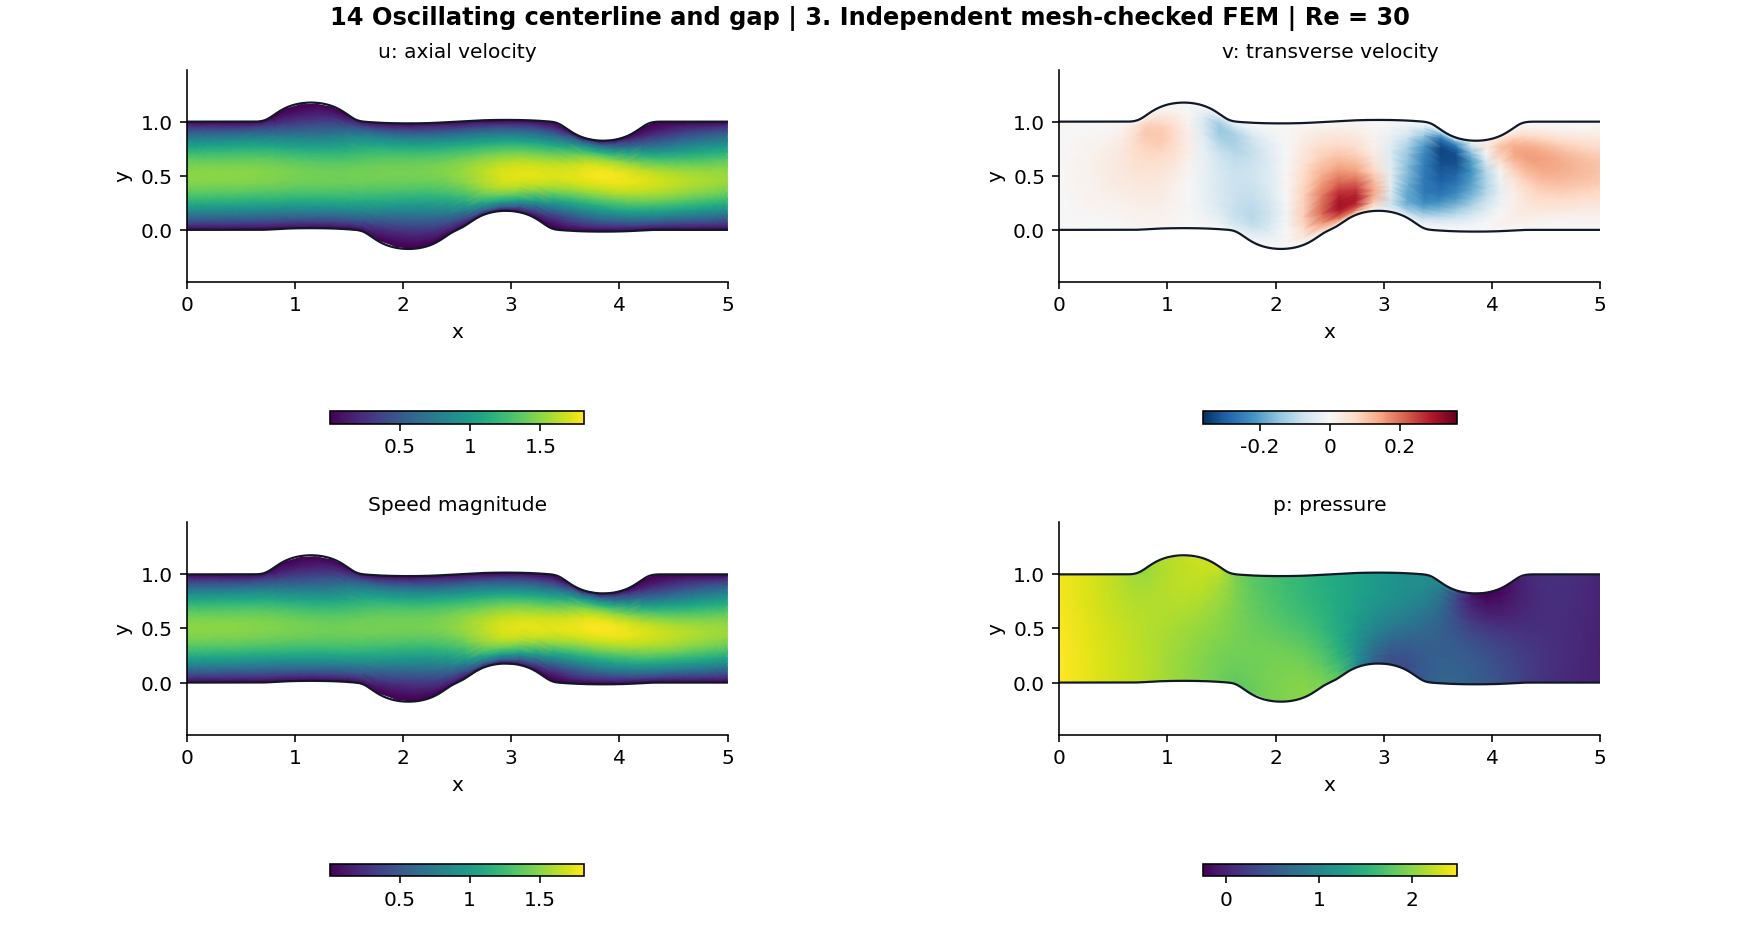 14 Oscillating centerline and gap | 3. Independent mesh-checked FEM | Re = 30
u: axial velocity
1.0
0.5
0.0
y
0 1 2 3 4 5
x
0.5 1 1.5
v: transverse velocity
1.0
0.5
0.0
y
0 1 2 3 4 5
x
-0.2 0 0.2
Speed magnitude
1.0
0.5
0.0
y
0 1 2 3 4 5
x
0.5 1 1.5
p: pressure
1.0
0.5
0.0
y
0 1 2 3 4 5
x
0 1 2